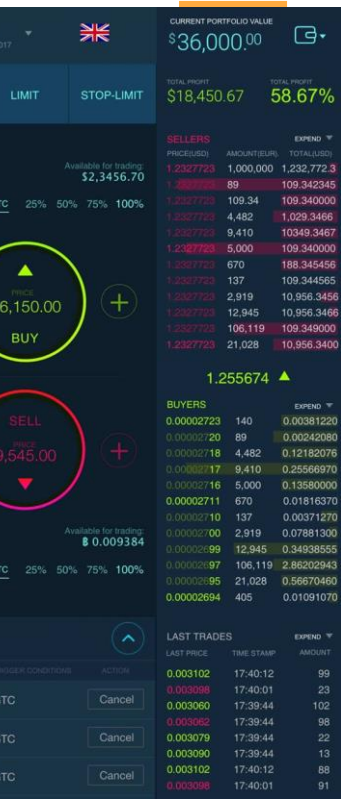 2017
LIMIT
STOP-LIMIT
Available for trading:
$2,3456.70
TC 25% 50% 75% 100%
PRICE
6,150.00
BUY
SELL
PRICE
9,545.00
Available for trading:
฿ 0.009384
TC 25% 50% 75% 100%
TRIGGER CONDITIONS ACTION
BTC Cancel
BTC Cancel
BTC Cancel
CURRENT PORTFOLIO VALUE
$36,000.00
TOTAL PROFIT TOTAL PROFIT
$18,450.67 58.67%
SELLERS EXPEND
PRICE(USD) AMOUNT(EUR) TOTAL(USD)
1.2327723 1,000,000 1,232,772.3
1.2327723 89 109.342345
1.2327723 109.34 109.340000
1.2327723 4,482 1,029.3466
1.2327723 9,410 10349.3467
1.2327723 5,000 109.340000
1.2327723 670 188.345456
1.2327723 137 109.344565
1.2327723 2,919 10,956.3456
1.2327723 12,945 10,956.3466
1.2327723 106,119 109.349000
1.2327723 21,028 10,956.3400
1.255674
BUYERS EXPEND
0.00002723 140 0.00381220
0.00002720 89 0.00242080
0.00002718 4,482 0.12182076
0.00002717 9,410 0.25566970
0.00002716 5,000 0.13580000
0.00002711 670 0.01816370
0.00002710 137 0.00371270
0.00002700 2,919 0.07881300
0.00002699 12,945 0.34938555
0.00002697 106,119 2.86202943
0.00002695 21,028 0.56670460
0.00002694 405 0.01091070
LAST TRADES EXPEND
LAST PRICE TIME STAMP AMOUNT
0.003102 17:40:12 99
0.003098 17:40:01 23
0.003060 17:39:44 102
0.003062 17:39:44 98
0.003079 17:39:44 22
0.003090 17:39:44 13
0.003102 17:40:12 88
0.003098 17:40:01 91